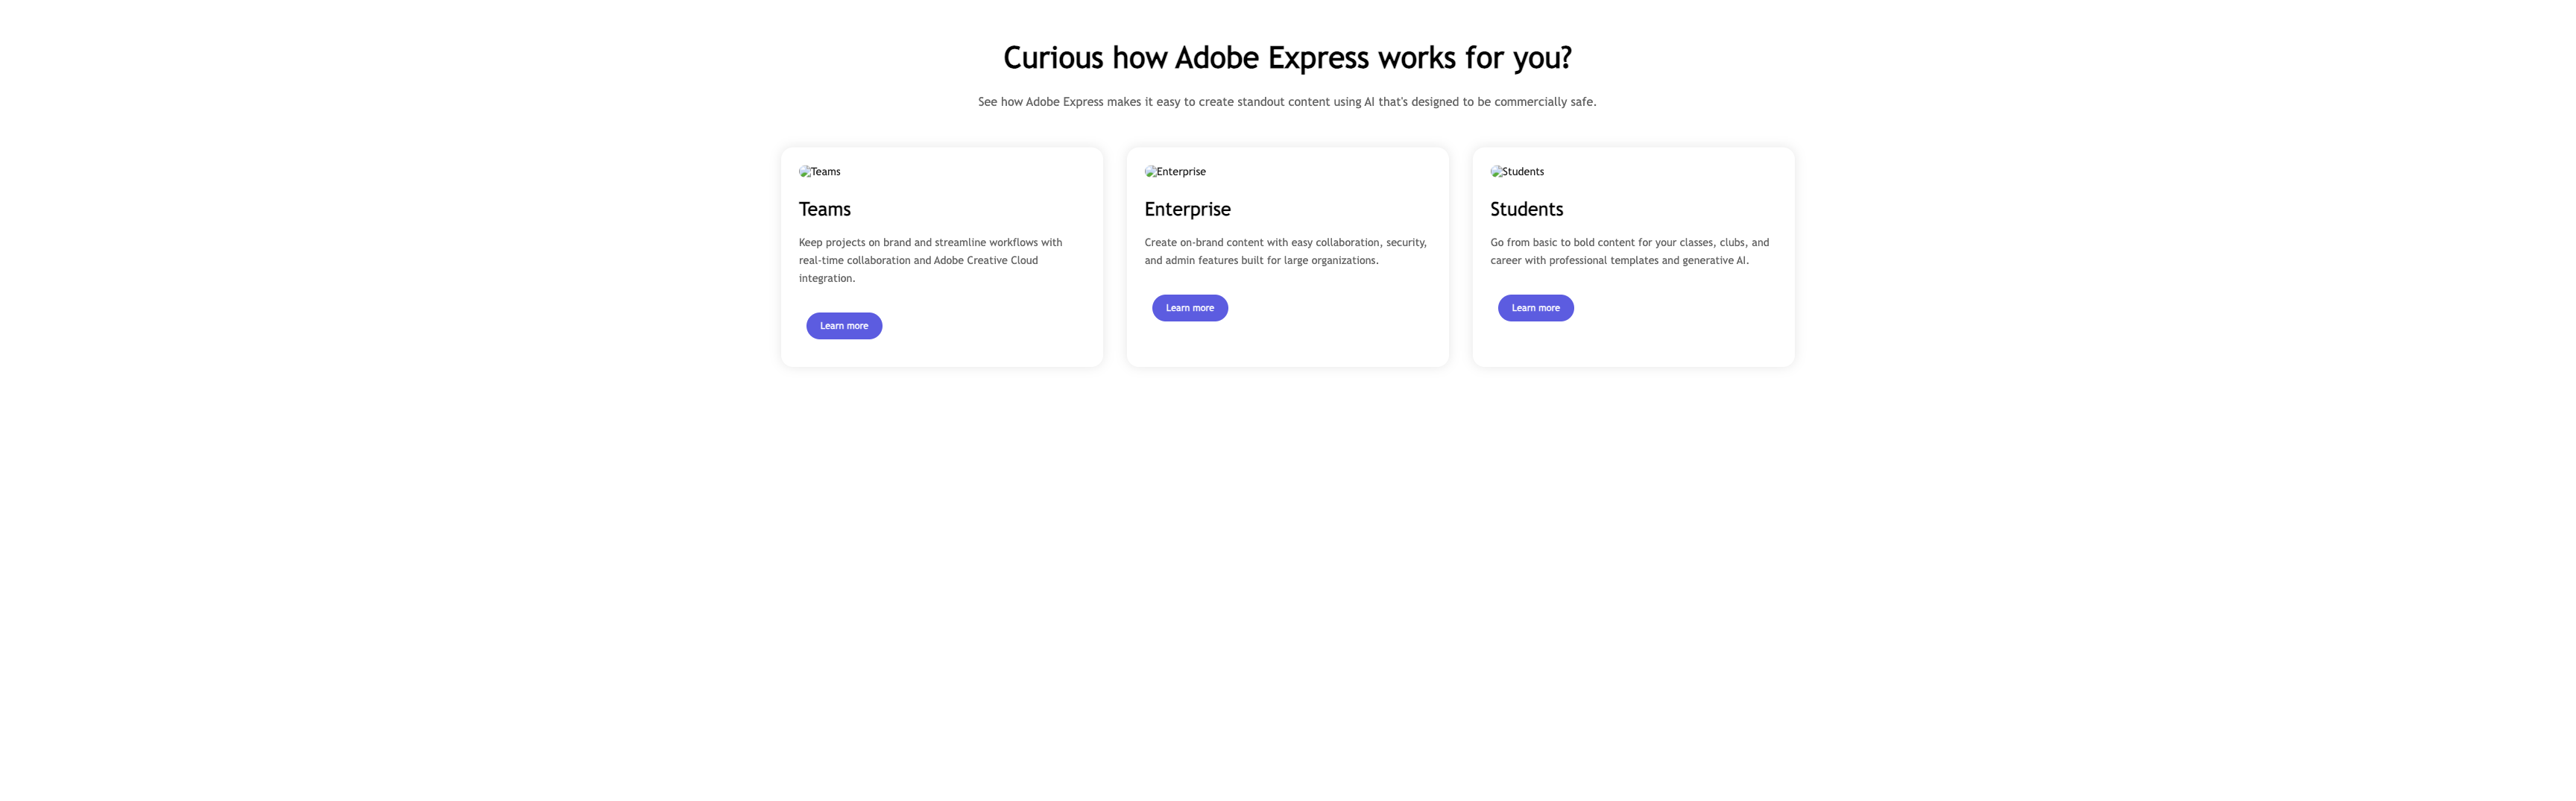 Curious how Adobe Express works for you?
See how Adobe Express makes it easy to create standout content using AI that's designed to be commercially safe.
Teams
Teams
Keep projects on brand and streamline workflows with
real-time collaboration and Adobe Creative Cloud
integration.
Learn more
Enterprise
Enterprise
Create on-brand content with easy collaboration, security,
and admin features built for large organizations.
Learn more
Students
Students
Go from basic to bold content for your classes, clubs, and
career with professional templates and generative AI.
Learn more